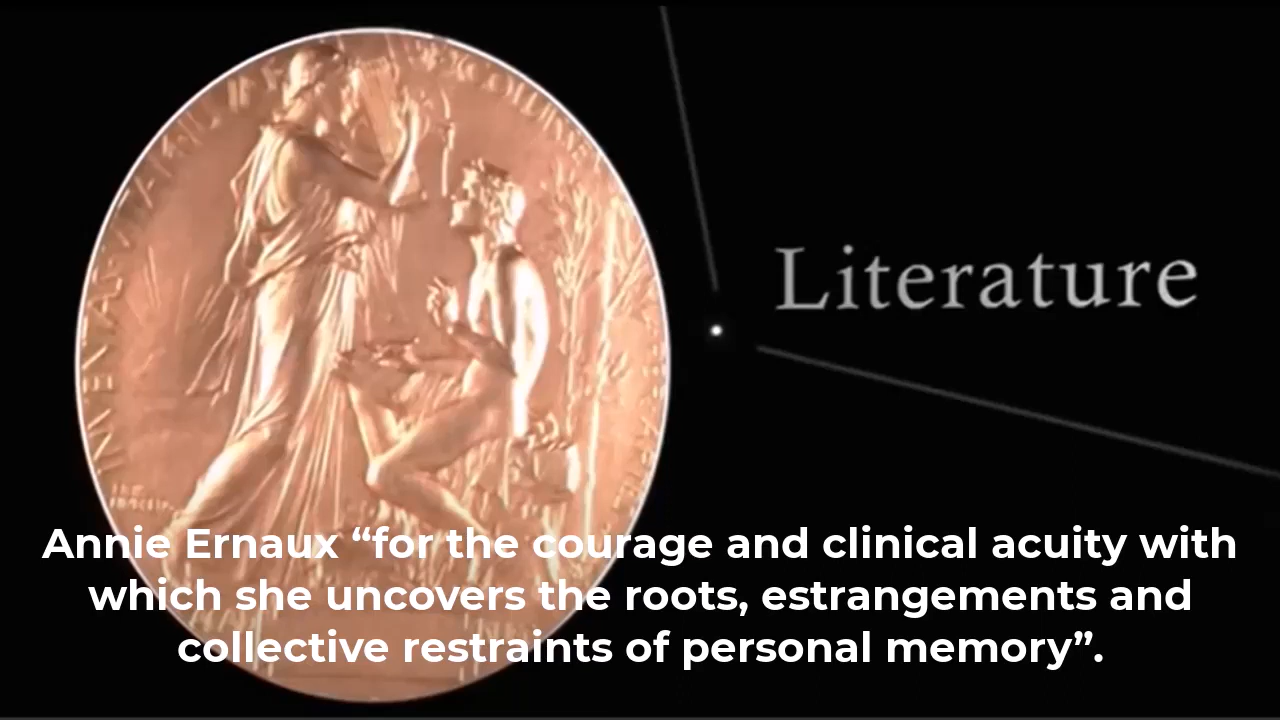 Literature
Annie Ernaux “for the courage and clinical acuity with
which she uncovers the roots, estrangements and
collective restraints of personal memory”.